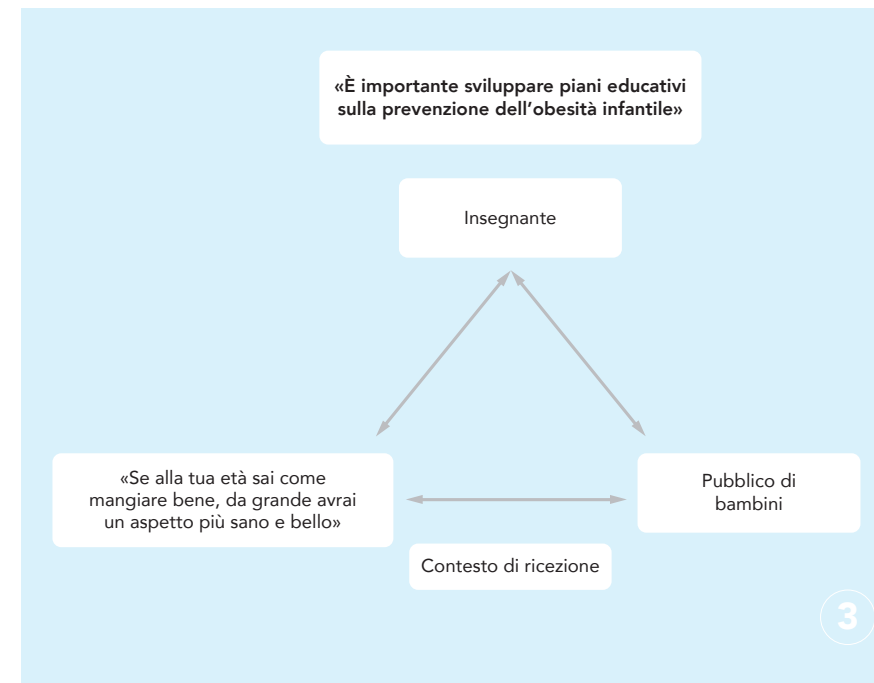 «È importante sviluppare piani educativi
sulla prevenzione dell'obesità infantile»
Insegnante
«Se alla tua età sai come
mangiare bene, da grande avrai
un aspetto più sano e bello»
Pubblico di
bambini
Contesto di ricezione
3